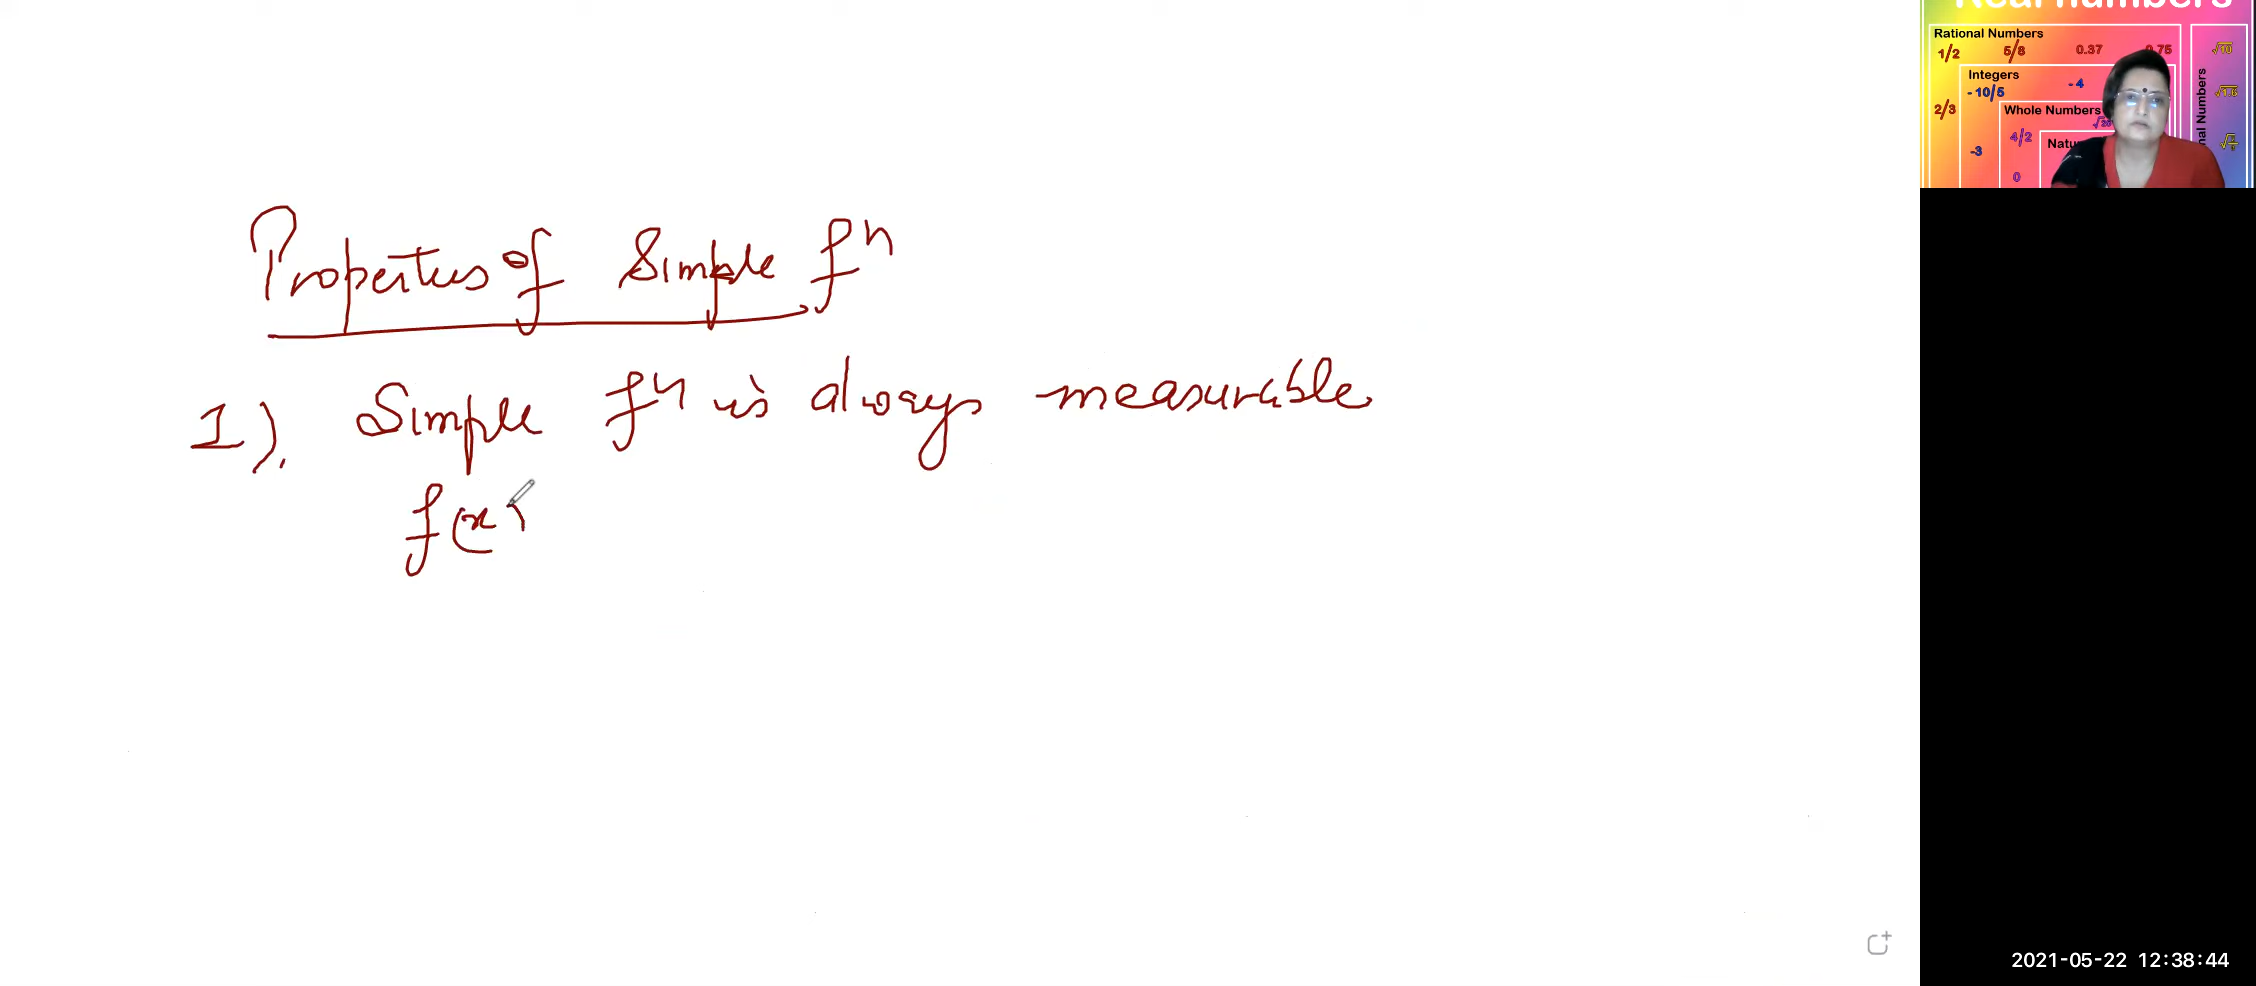 Properties of Simple fⁿ
1). Simple fⁿ is always measurable
f(x
Real numbers
Rational Numbers
1/2 5/8 0.37 0.75
Integers
- 10/5 - 4
2/3 Whole Numbers
4/2
-3
0
√10
2021-05-22 12:38:44